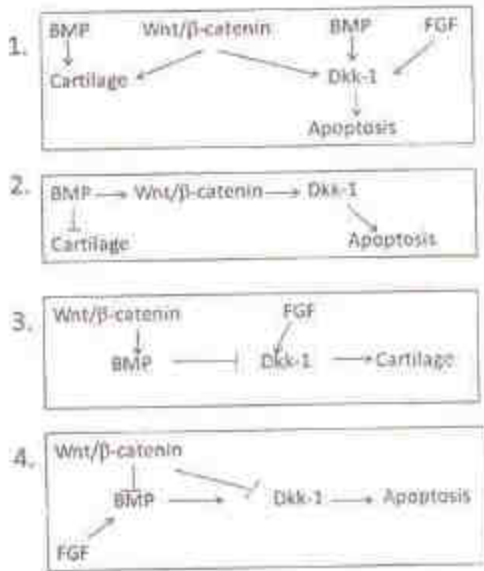 1.
BMP Wnt/β-catenin BMP FGF
Cartilage Dkk-1
Apoptosis
2.
BMP Wnt/β-catenin Dkk-1
Cartilage Apoptosis
3.
Wnt/β-catenin FGF
BMP Dkk-1 Cartilage
4.
Wnt/β-catenin
BMP Dkk-1 Apoptosis
FGF